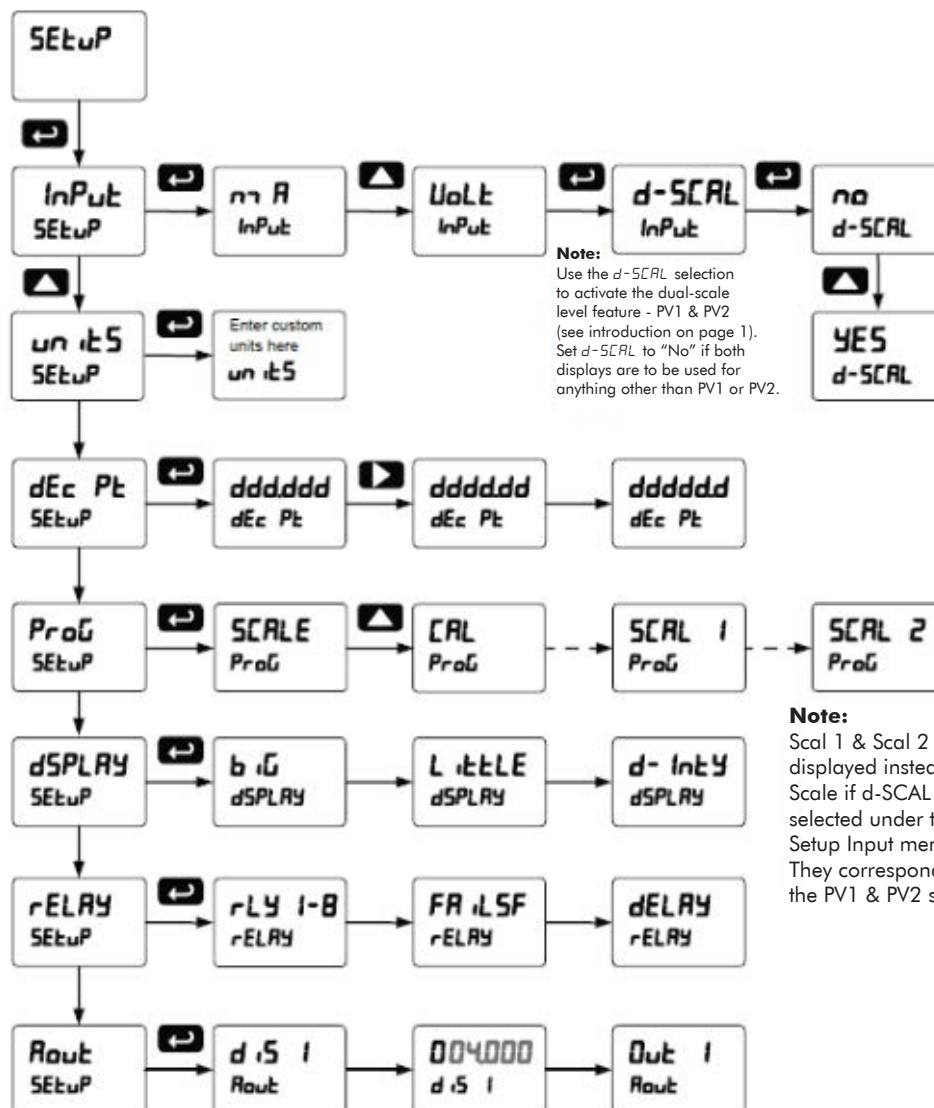 SEtuP
InPut
SEtuP
mA
InPut
VoLt
InPut
d-SCAL
InPut
no
d-SCAL
Note:
Use the d-SCAL selection
to activate the dual-scale
level feature - PV1 & PV2
(see introduction on page 1).
Set d-SCAL to “No” if both
displays are to be used for
anything other than PV1 or PV2.
YES
d-SCAL
unitS
SEtuP
Enter custom
units here
unitS
dEc Pt
SEtuP
ddd.ddd
dEc Pt
dddd.dd
dEc Pt
ddddd.d
dEc Pt
ProG
SEtuP
SCALE
ProG
CAL
ProG
SCAL 1
ProG
SCAL 2
ProG
Note:
Scal 1 & Scal 2
displayed instea
Scale if d-SCAL
selected under t
Setup Input mer
They correspond
the PV1 & PV2 s
dSPLAY
SEtuP
biG
dSPLAY
LittLE
dSPLAY
d-IntY
dSPLAY
rELAY
SEtuP
rLY 1-8
rELAY
FAiLSF
rELAY
dELAY
rELAY
Aout
SEtuP
diS 1
Aout
004.000
diS 1
Out 1
Aout